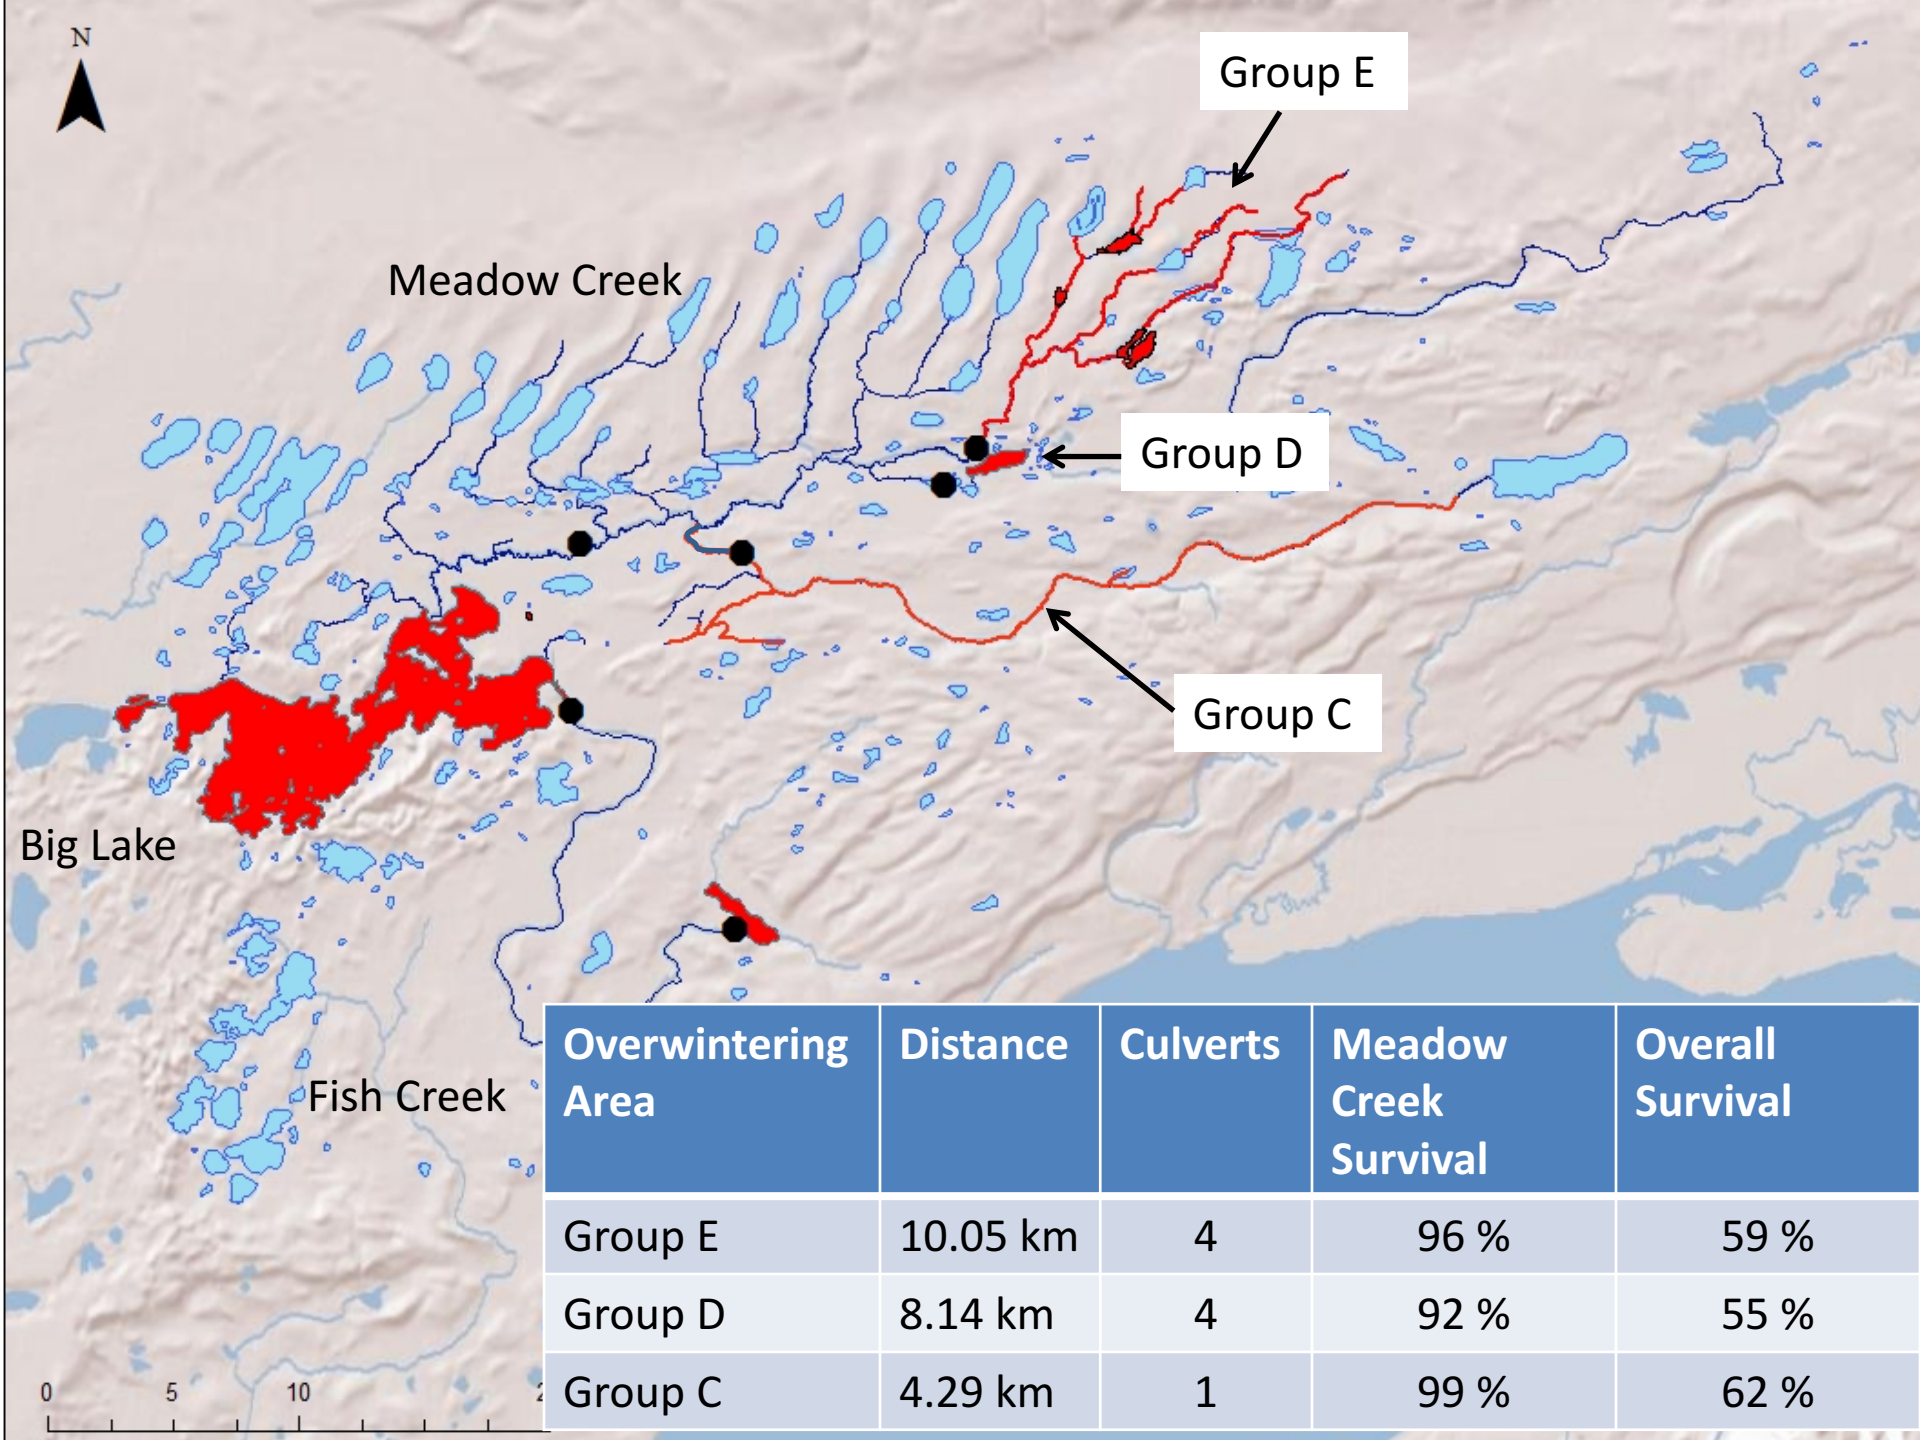 N
Group E
Meadow Creek
Group D
Group C
Big Lake
Fish Creek
Overwintering Area
Distance
Culverts
Meadow Creek Survival
Overall Survival
Group E 10.05 km 4 96 % 59 %
Group D 8.14 km 4 92 % 55 %
Group C 4.29 km 1 99 % 62 %
0 5 10